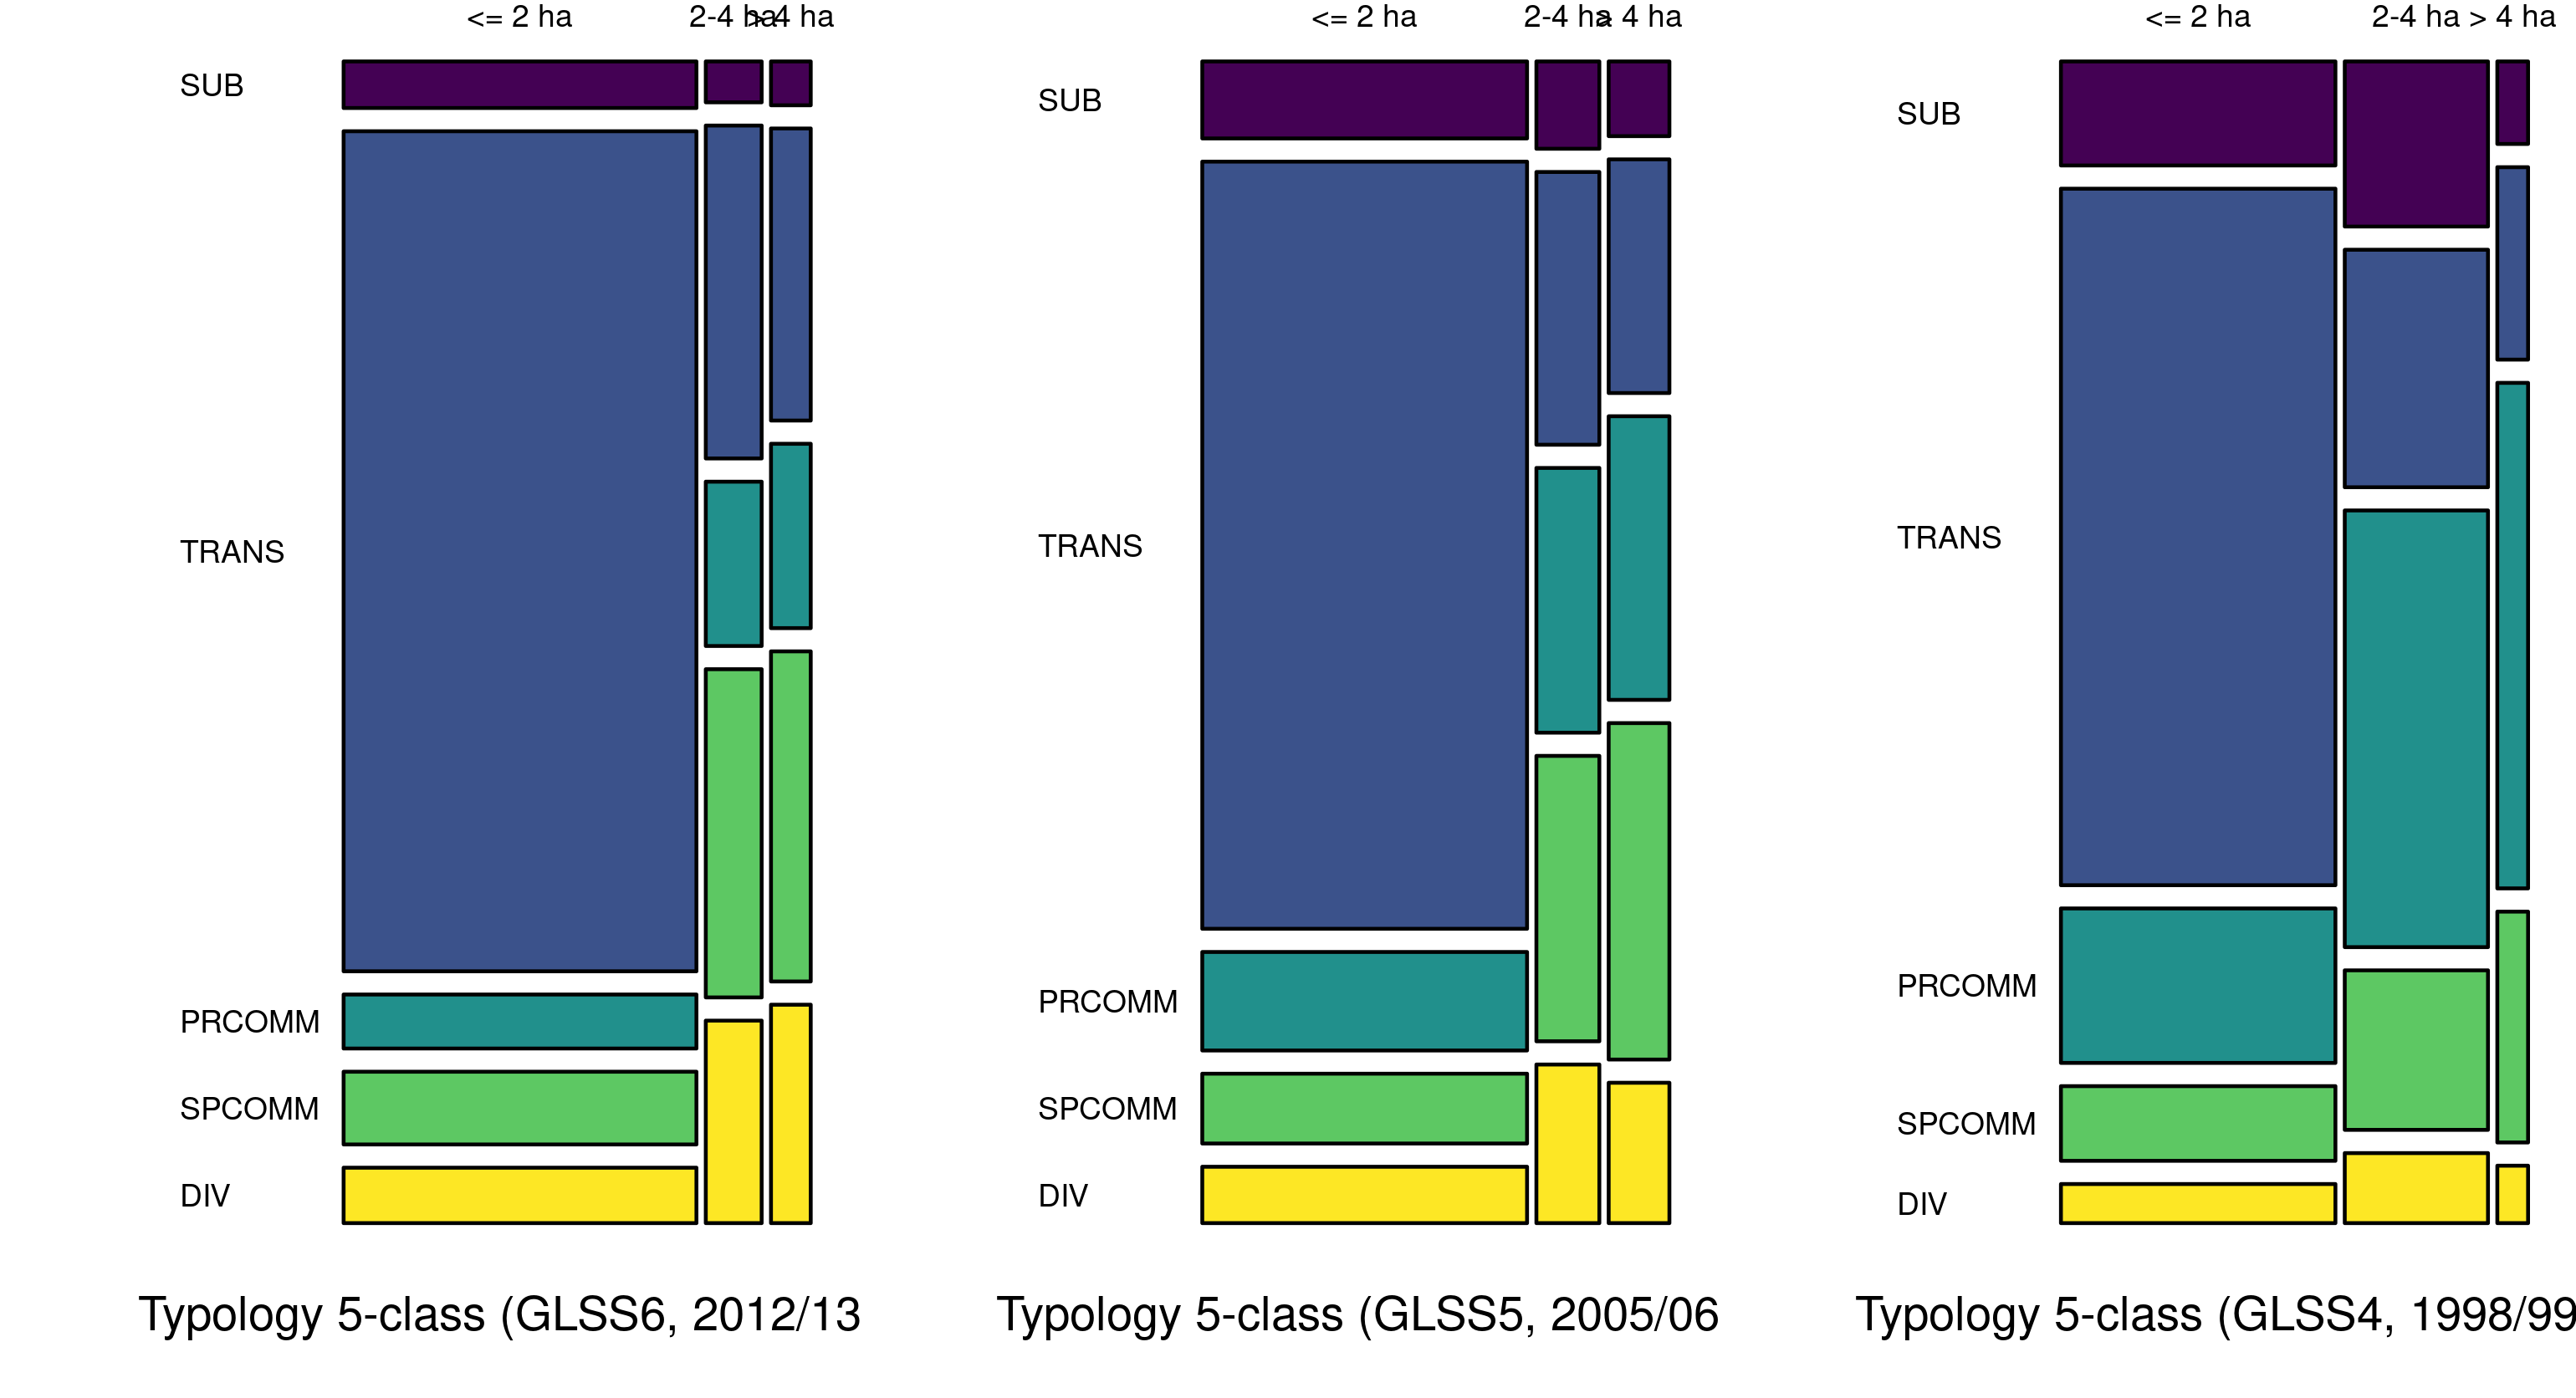 <= 2 ha 2-4 ha > 4 ha
SUB
TRANS
PRCOMM
SPCOMM
DIV
Typology 5-class (GLSS6, 2012/13
<= 2 ha 2-4 ha > 4 ha
SUB
TRANS
PRCOMM
SPCOMM
DIV
Typology 5-class (GLSS5, 2005/06
<= 2 ha 2-4 ha > 4 ha
SUB
TRANS
PRCOMM
SPCOMM
DIV
Typology 5-class (GLSS4, 1998/99